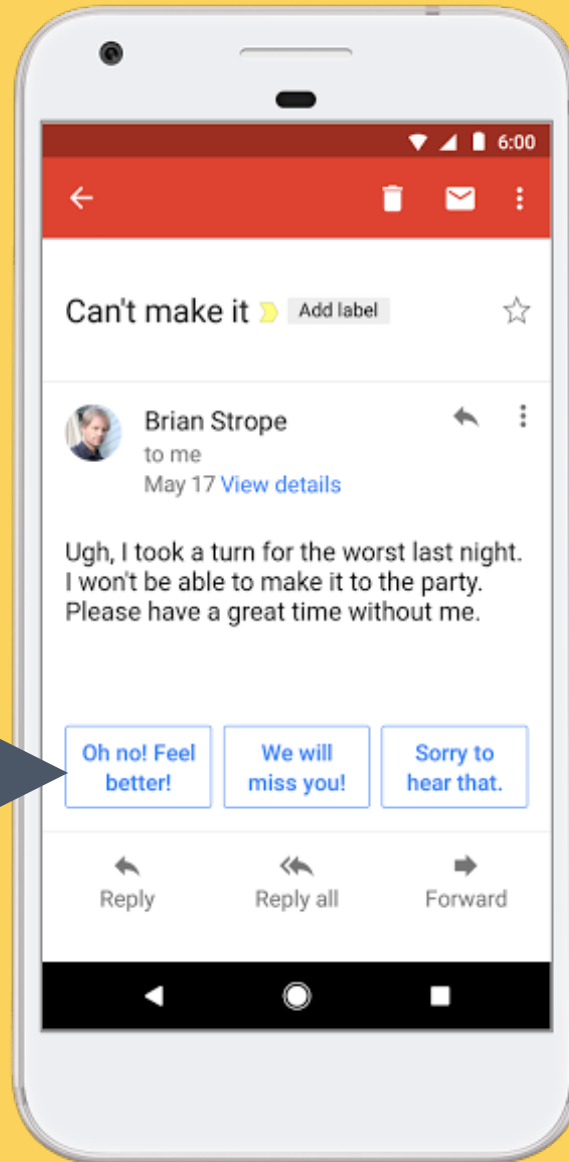 6:00
Can't make it Add label
Brian Strope
to me
May 17 View details
Ugh, I took a turn for the worst last night.
I won't be able to make it to the party.
Please have a great time without me.
Oh no! Feel
better!
We will
miss you!
Sorry to
hear that.
Reply
Reply all
Forward